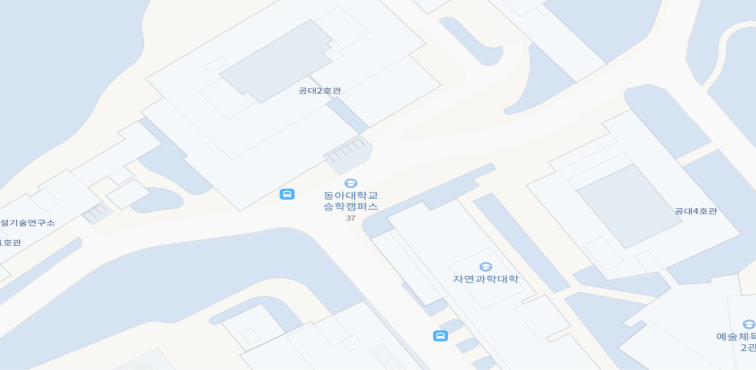 공대2호관
동아대학교
승학캠퍼스
37
공대4호관
설기술연구소
1호관
자연과학대학
예술체육
2관